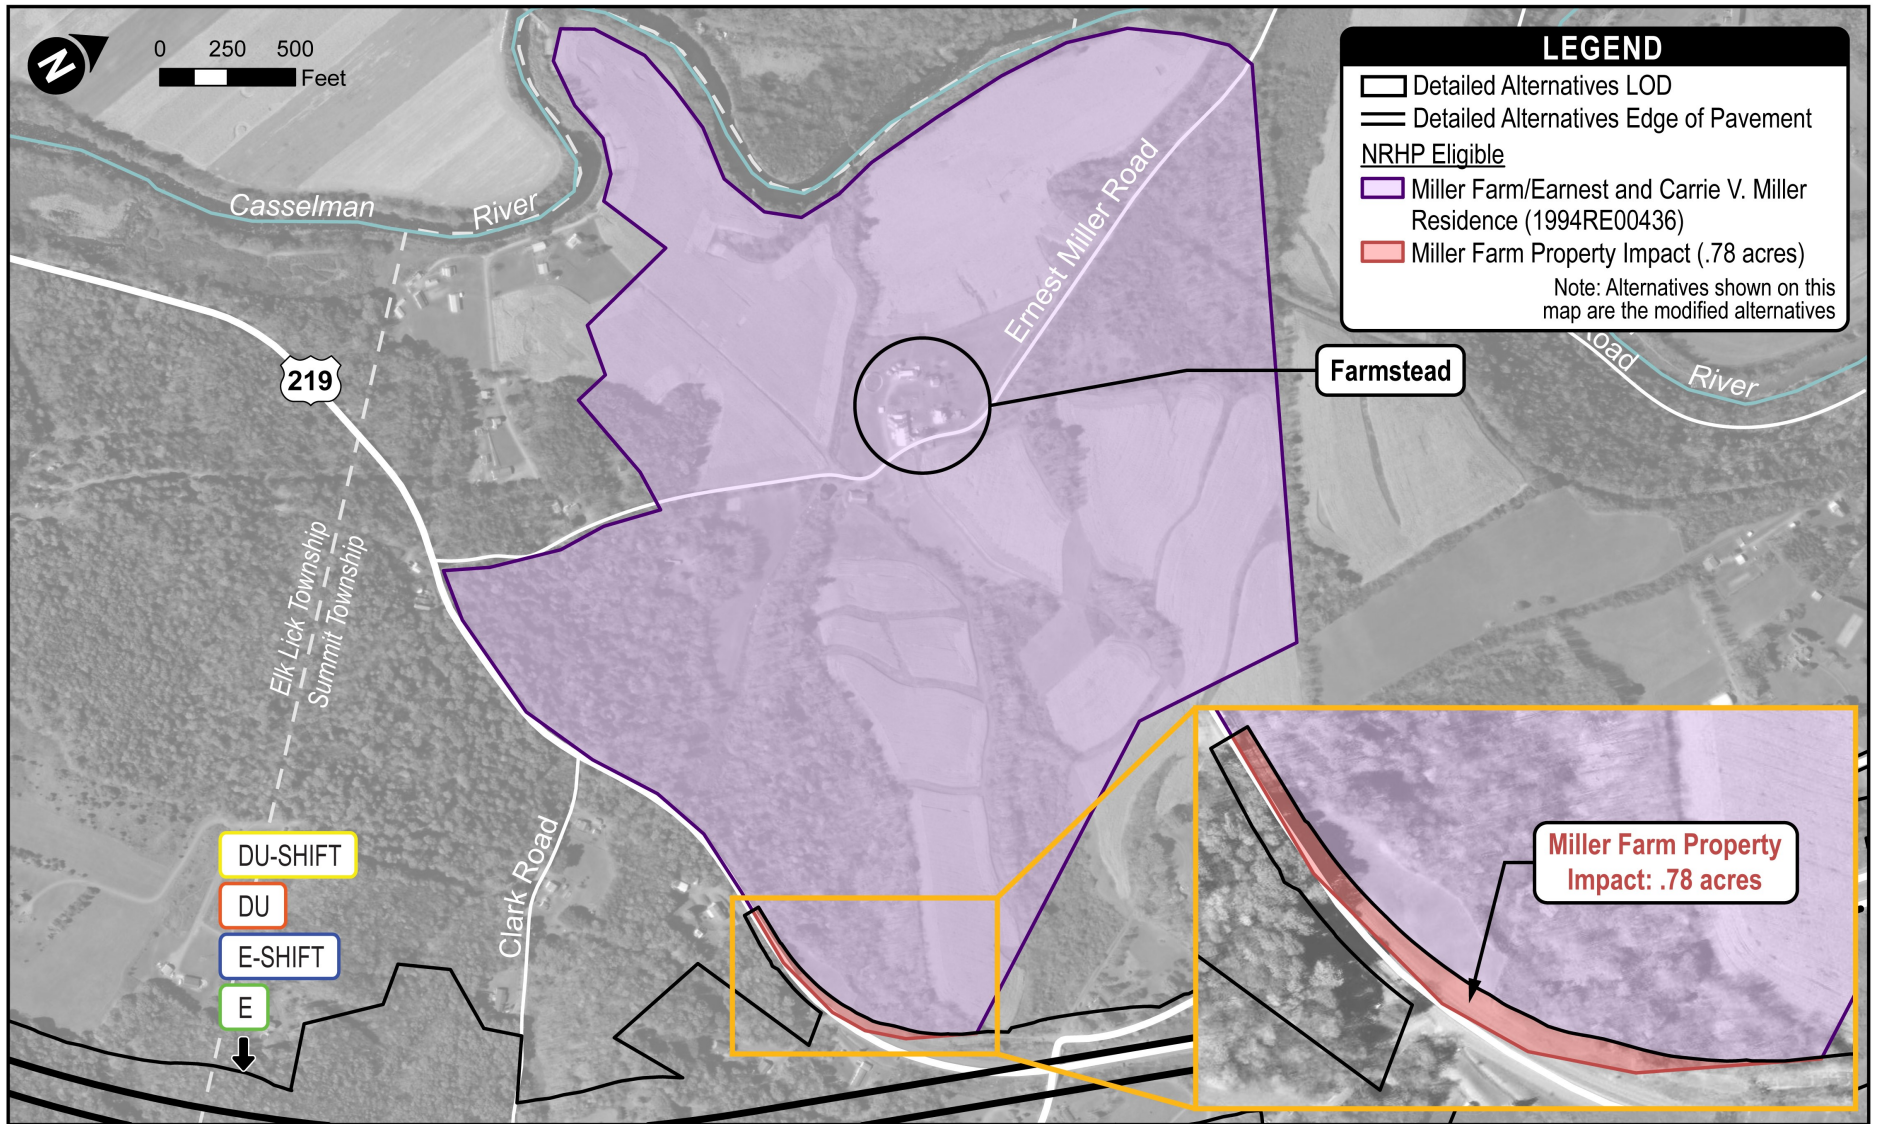 N
0 250 500
Feet
LEGEND
Detailed Alternatives LOD
Detailed Alternatives Edge of Pavement
NRHP Eligible
Miller Farm/Earnest and Carrie V. Miller
Residence (1994RE00436)
Miller Farm Property Impact (.78 acres)
Note: Alternatives shown on this
map are the modified alternatives
Casselman River
Ernest Miller Road
Road
River
219
Farmstead
Elk Lick Township
Summit Township
Clark Road
DU-SHIFT
DU
E-SHIFT
E
Miller Farm Property
Impact: .78 acres